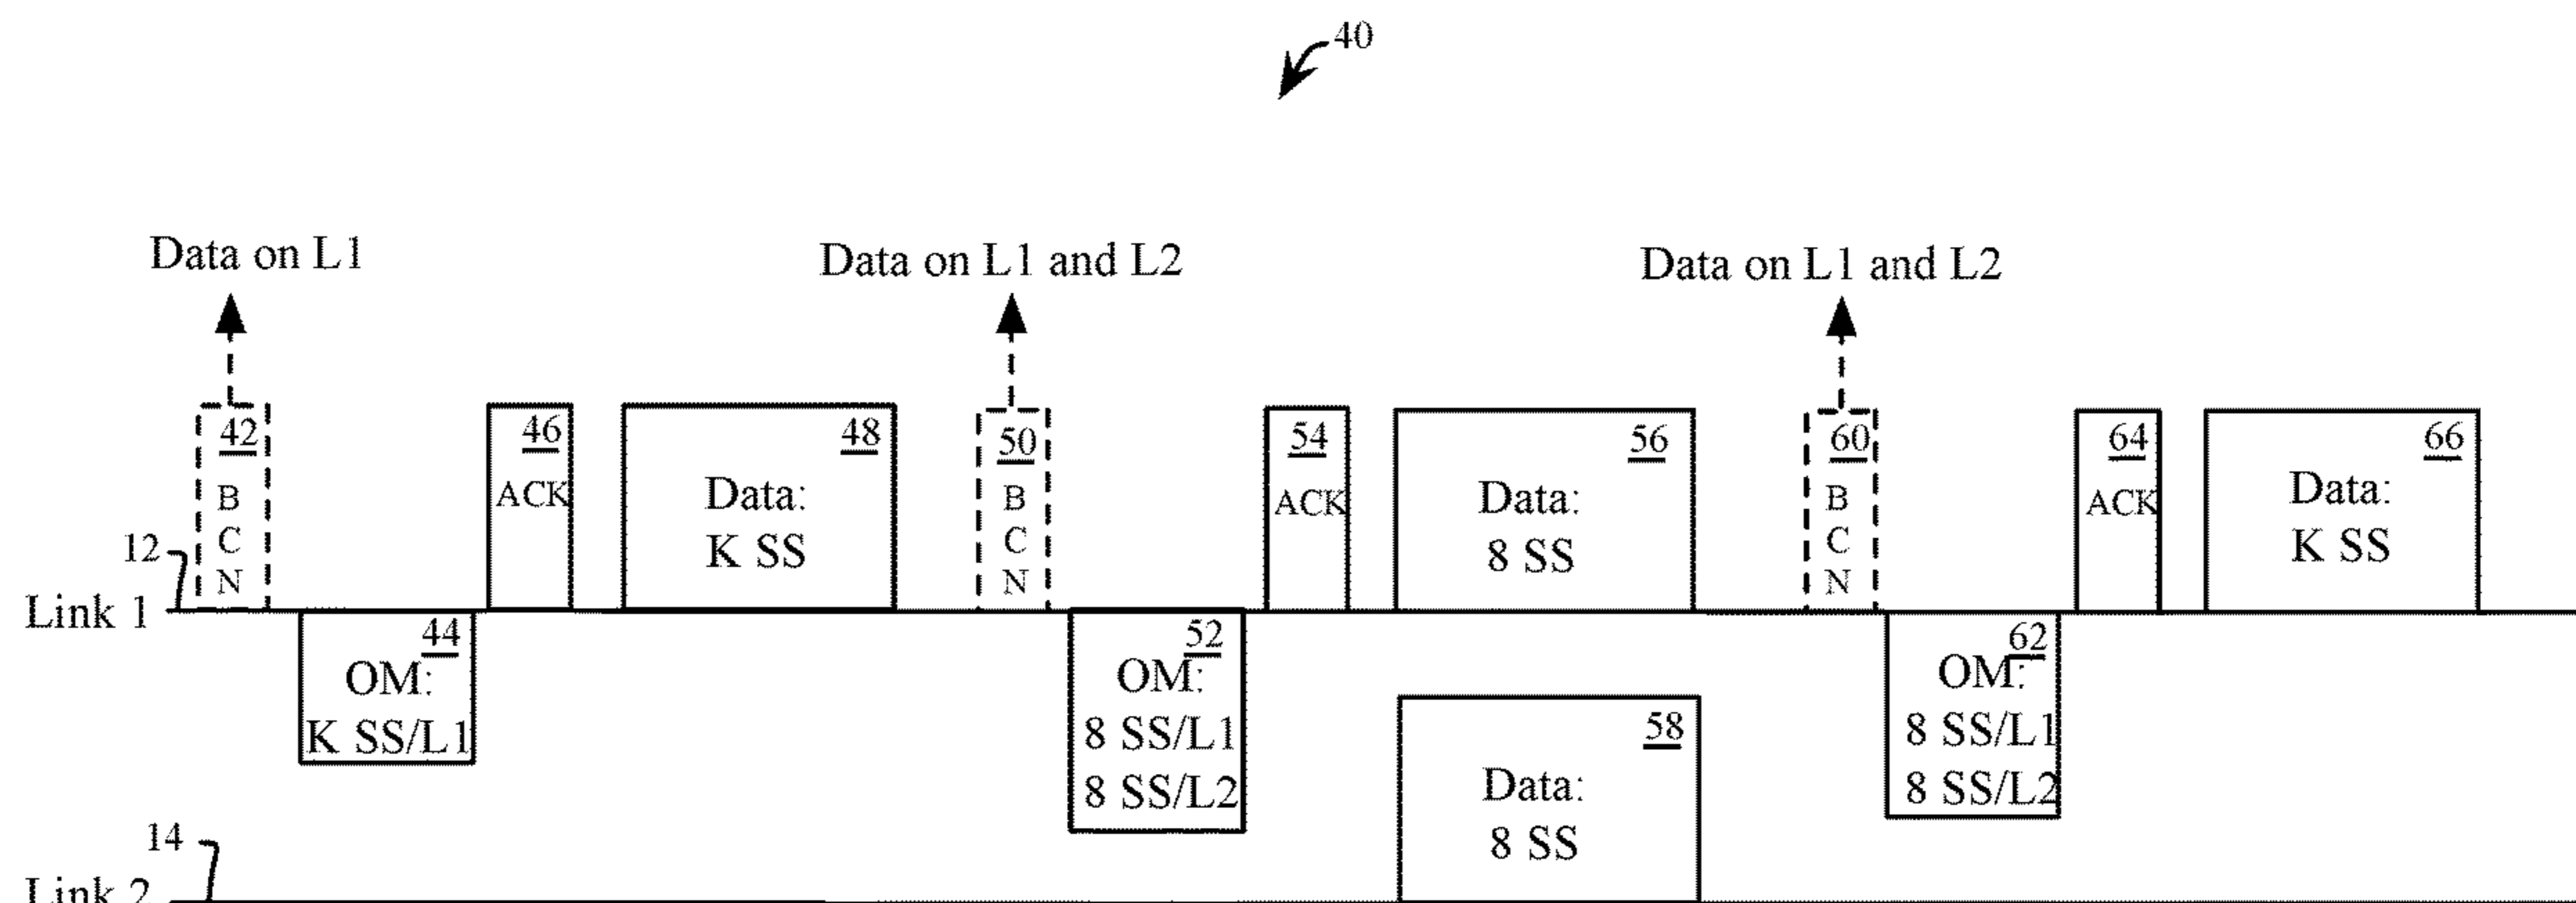 40
Data on L1
Data on L1 and L2
Data on L1 and L2
42
B
C
N
46
ACK
48
Data:
K SS
50
B
C
N
54
ACK
56
Data:
8 SS
60
B
C
N
64
ACK
66
Data:
K SS
12
Link 1
44
OM:
K SS/L1
52
OM:
8 SS/L1
8 SS/L2
62
OM:
8 SS/L1
8 SS/L2
58
Data:
8 SS
14
Link 2